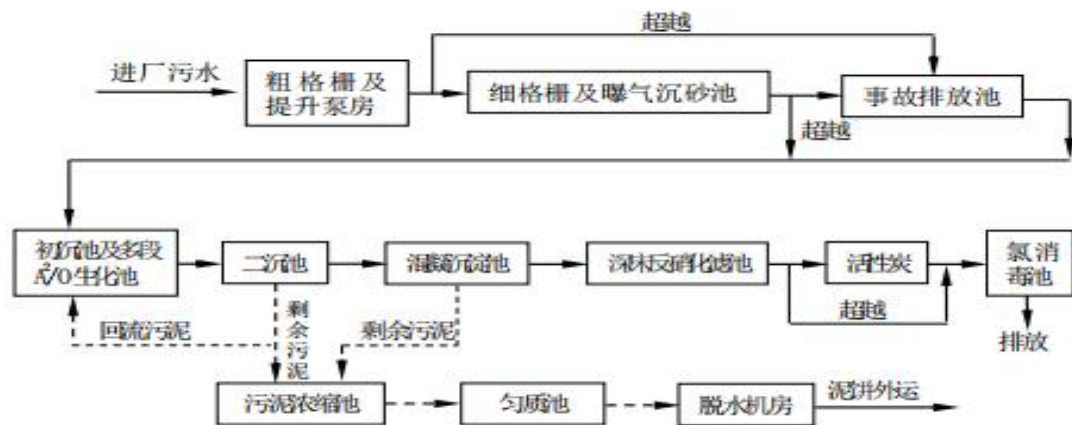 超越
进厂污水
粗格栅及
提升泵房
细格栅及曝气沉砂池
事故排放池
超越
初沉池及多段
A²/O生化池
二沉池
混凝沉淀池
深床反硝化滤池
活性炭
氯消
毒池
回流污泥
剩余污泥
剩余污泥
超越
排放
污泥浓缩池
匀质池
脱水机房
泥饼外运